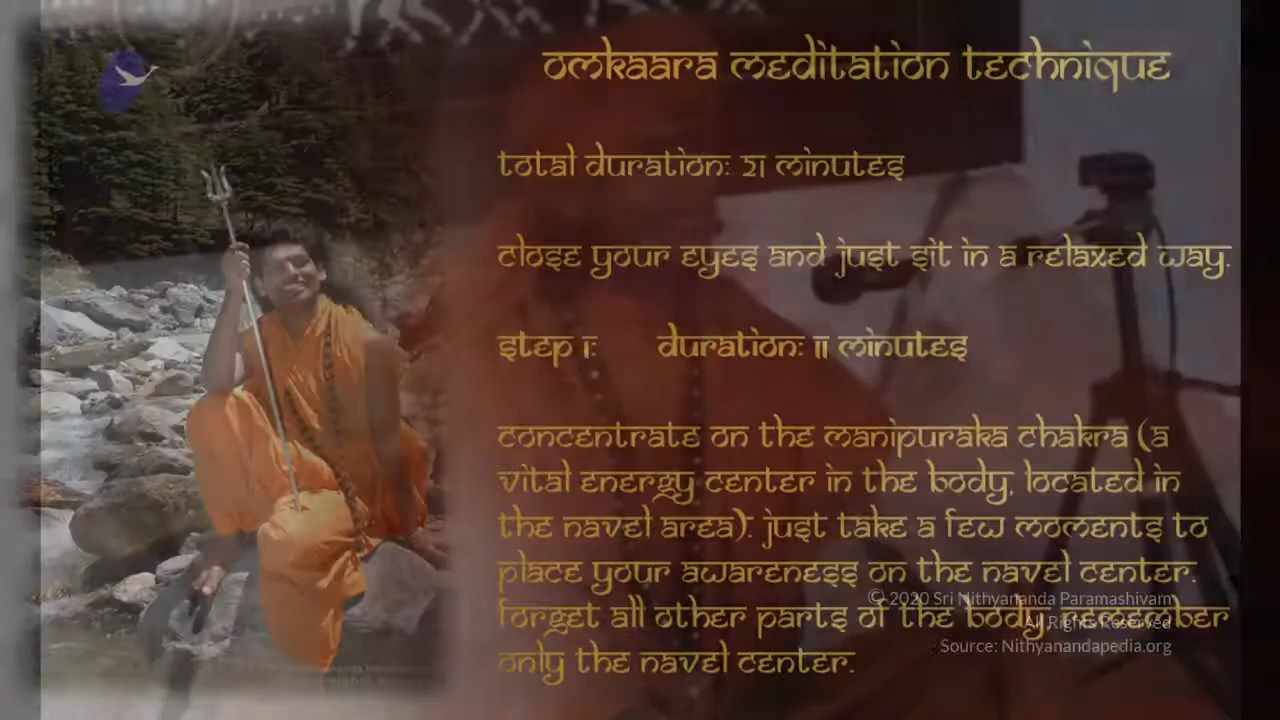 omkaara meditation technique
total duration: 21 minutes
close your eyes and just sit in a relaxed way.
step 1: duration: 11 minutes
concentrate on the manipuraka chakra (a
vital energy center in the body, located in
the navel area). just take a few moments to
place your awareness on the navel center.
forget all other parts of the body, remember
only the navel center.
© 2020 Sri Nithyananda Paramashivam
All Rights Reserved
Source: Nithyanandapedia.org